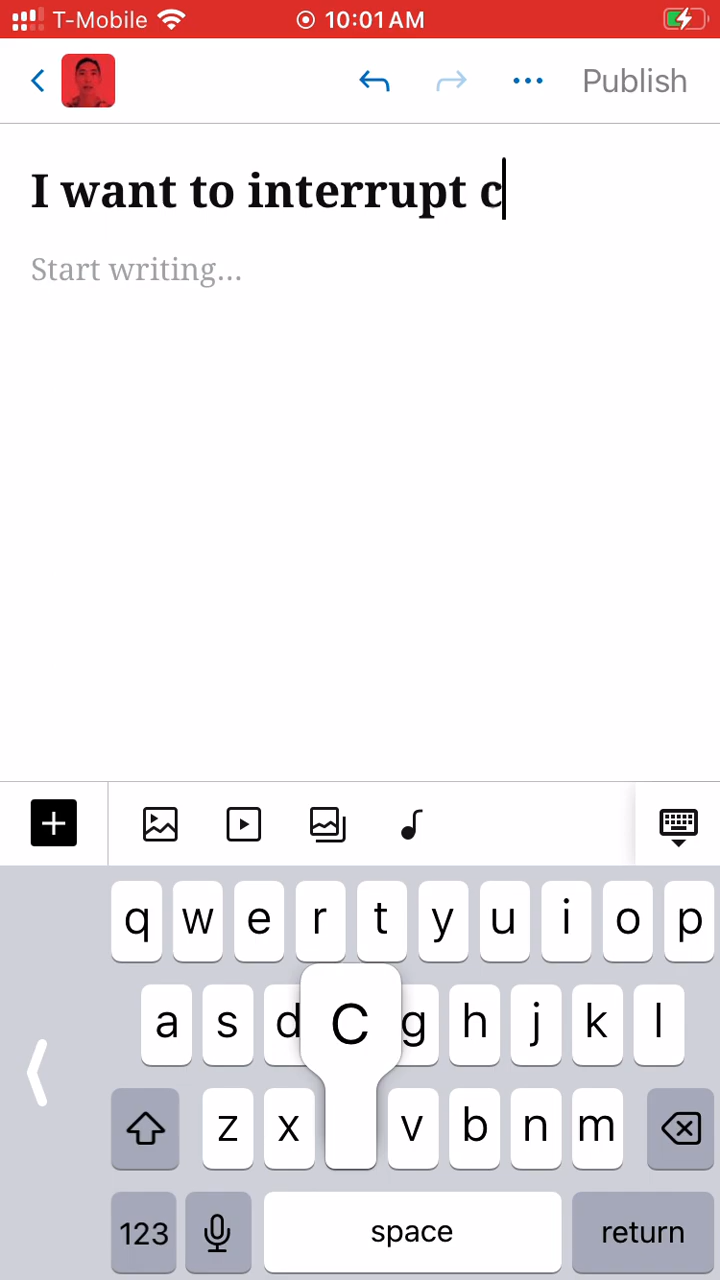 T-Mobile 10:01 AM
Publish
I want to interrupt c
Start writing...
q w e r t y u i o p
a s d C g h j k l
z x v b n m
123 space return